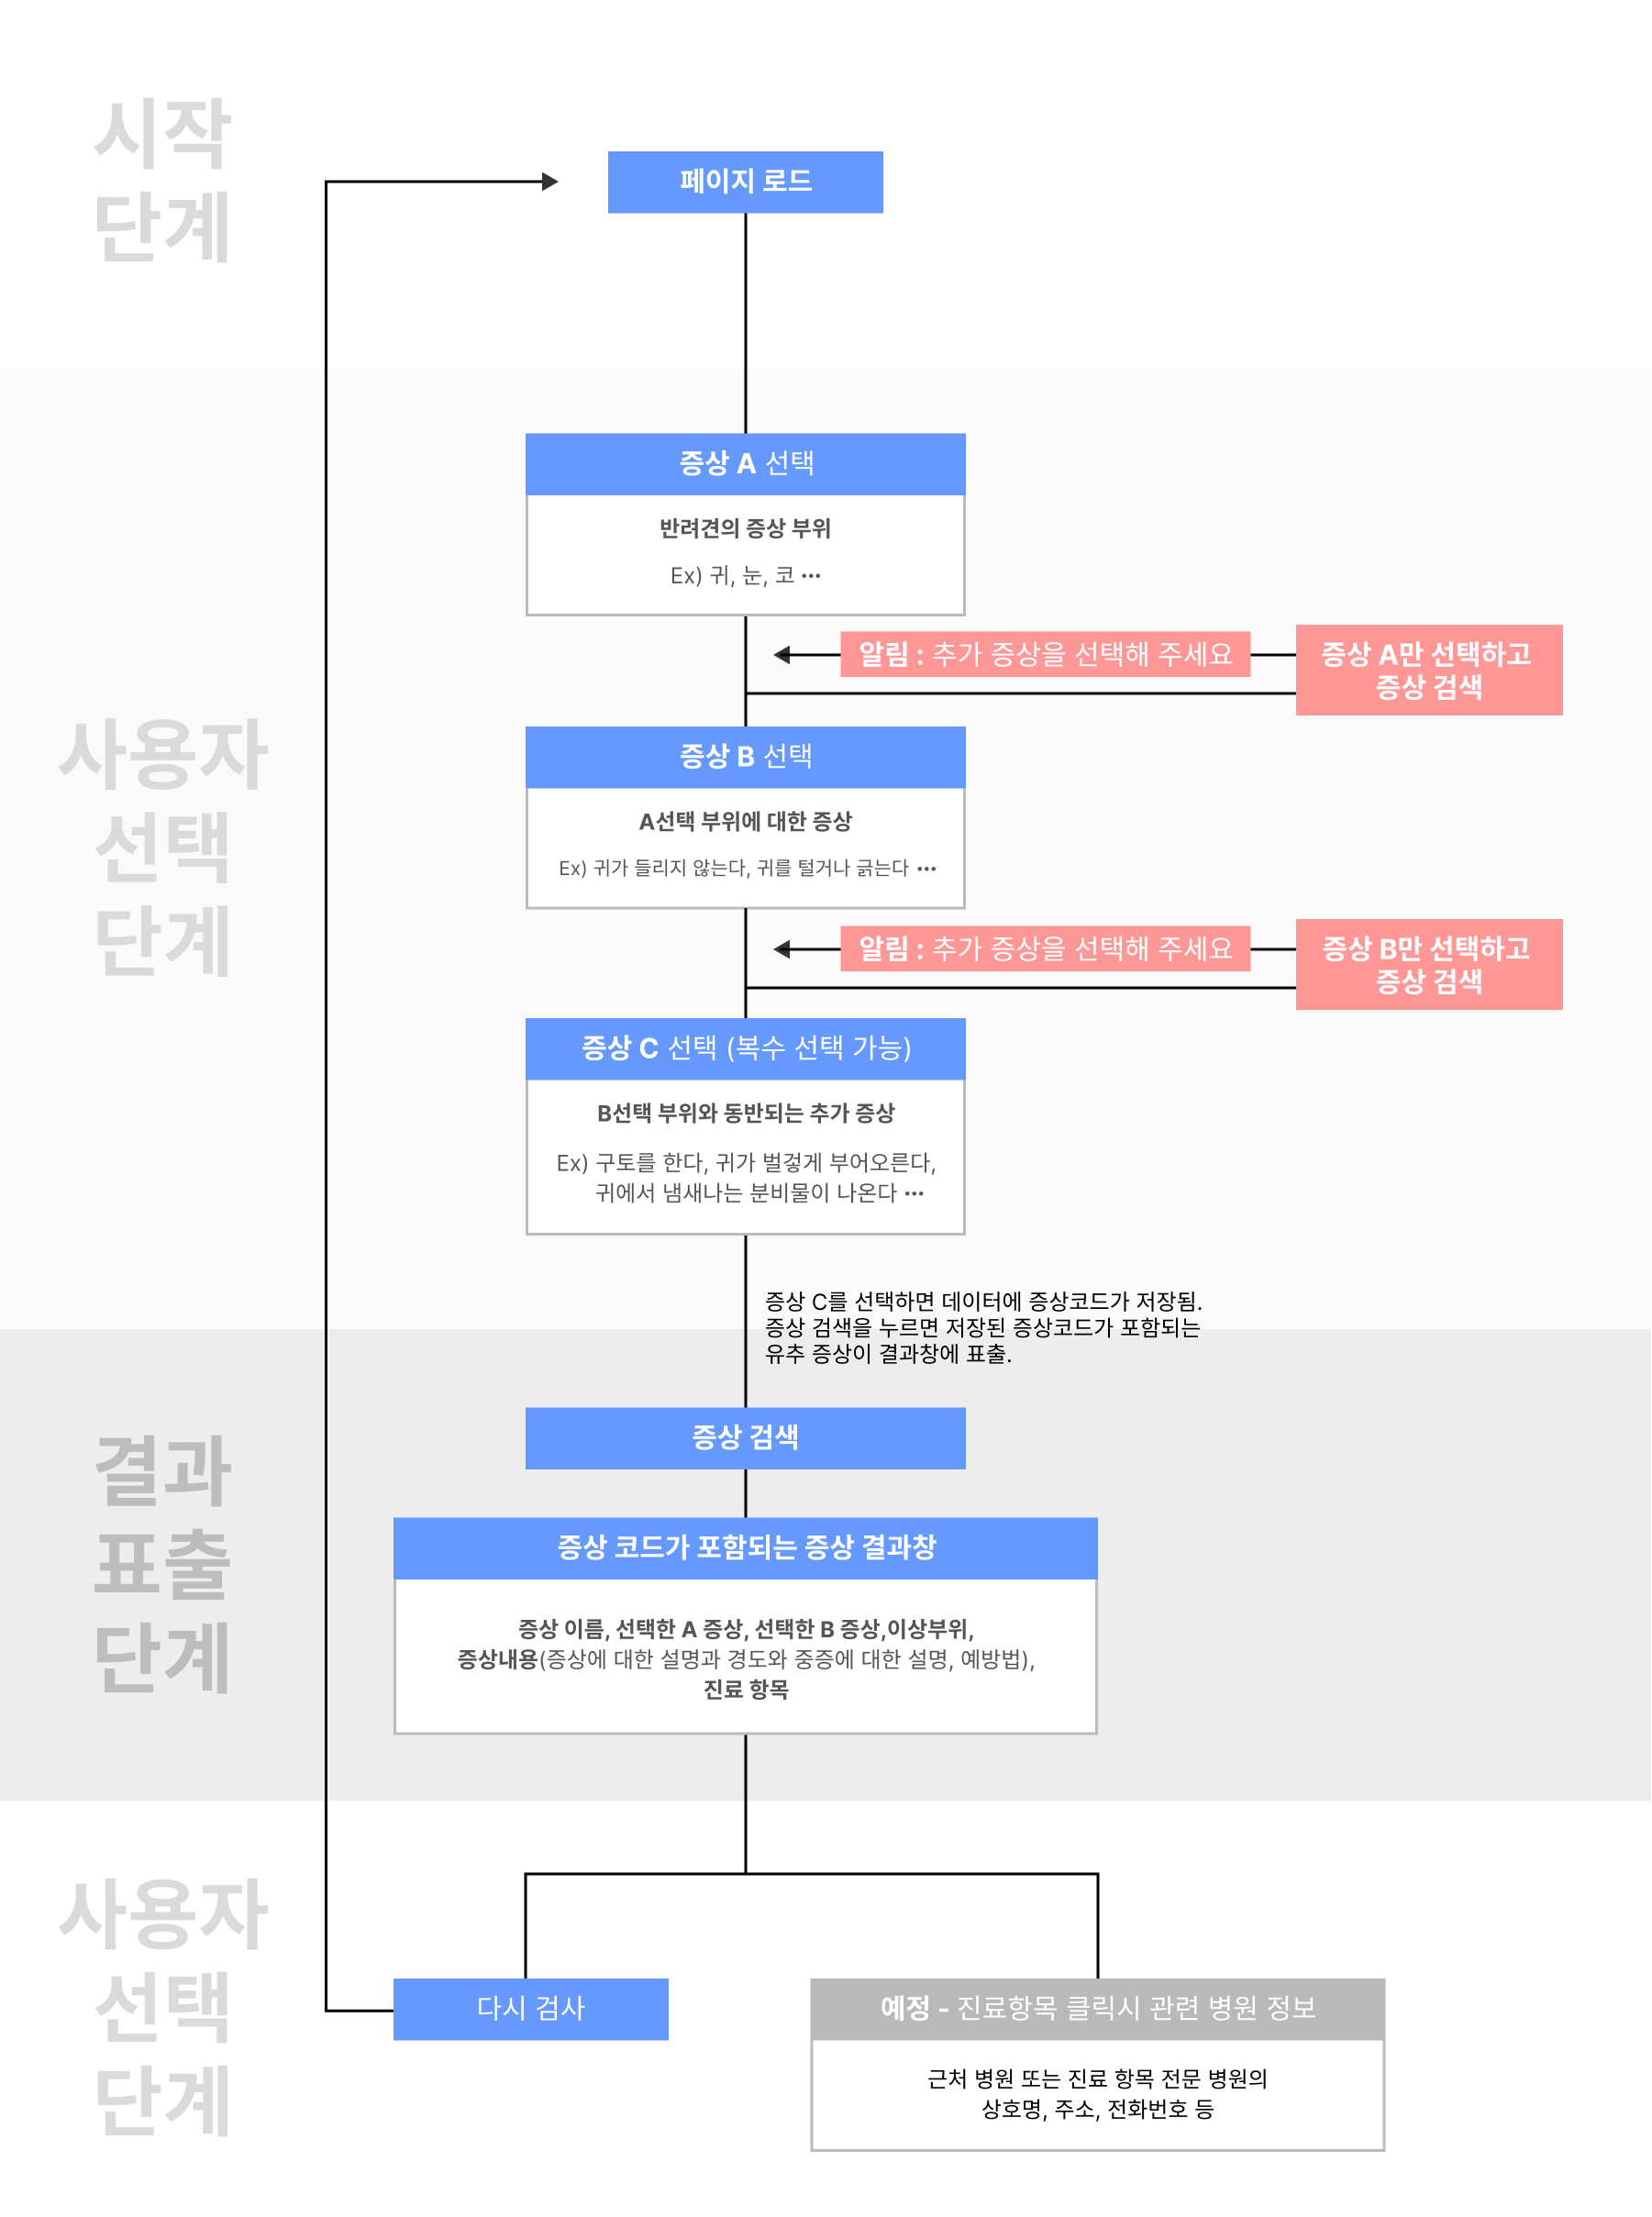 시작
단계
페이지 로드
사용자
선택
단계
증상 A 선택
반려견의 증상 부위
Ex) 귀, 눈, 코 •••
알림 : 추가 증상을 선택해 주세요
증상 A만 선택하고
증상 검색
증상 B 선택
A선택 부위에 대한 증상
Ex) 귀가 들리지 않는다, 귀를 털거나 긁는다 •••
알림 : 추가 증상을 선택해 주세요
증상 B만 선택하고
증상 검색
증상 C 선택 (복수 선택 가능)
B선택 부위와 동반되는 추가 증상
Ex) 구토를 한다, 귀가 벌겋게 부어오른다,
귀에서 냄새나는 분비물이 나온다 •••
증상 C를 선택하면 데이터에 증상코드가 저장됨.
증상 검색을 누르면 저장된 증상코드가 포함되는
유추 증상이 결과창에 표출.
결과
표출
단계
증상 검색
증상 코드가 포함되는 증상 결과창
증상 이름, 선택한 A 증상, 선택한 B 증상,이상부위,
증상내용(증상에 대한 설명과 경도와 중증에 대한 설명, 예방법),
진료 항목
사용자
선택
단계
다시 검사
예정 - 진료항목 클릭시 관련 병원 정보
근처 병원 또는 진료 항목 전문 병원의
상호명, 주소, 전화번호 등